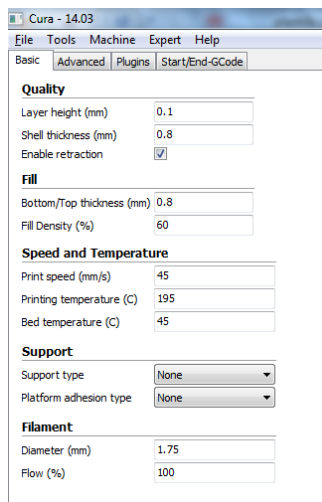 Cura - 14.03
File Tools Machine Expert Help
Basic Advanced Plugins Start/End-GCode
Quality
Layer height (mm) 0.1
Shell thickness (mm) 0.8
Enable retraction
Fill
Bottom/Top thickness (mm) 0.8
Fill Density (%) 60
Speed and Temperature
Print speed (mm/s) 45
Printing temperature (C) 195
Bed temperature (C) 45
Support
Support type None
Platform adhesion type None
Filament
Diameter (mm) 1.75
Flow (%) 100